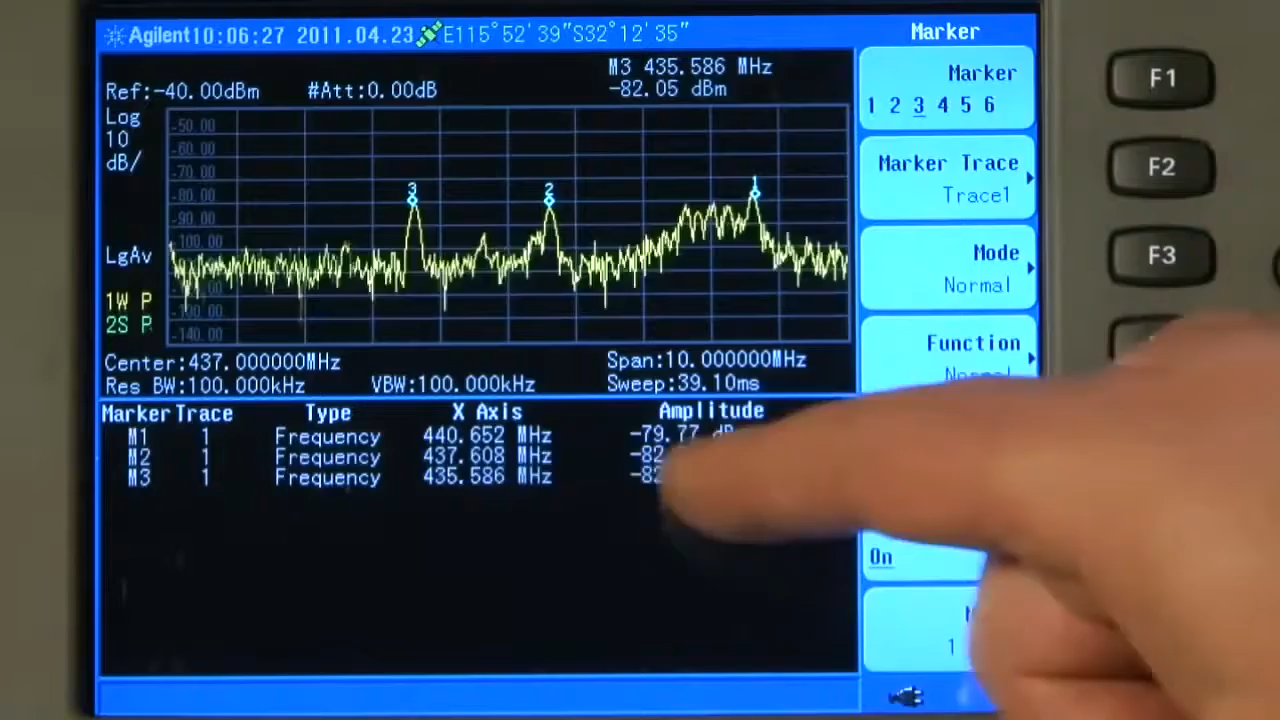 Agilent 10:06:27 2011.04.23 E115°52'39"S32°12'35"
Marker
M3 435.586 MHz
Ref:-40.00dBm #Att:0.00dB -82.05 dBm
Log
10
dB/
-50.00
-60.00
-70.00
-80.00
-90.00
-100.00
-140.00
3 2 1
LgAv
1W P
2S P
Center:437.000000MHz Span:10.000000MHz
Res BW:100.000kHz VBW:100.000kHz Sweep:39.10ms
Marker Trace Type X Axis Amplitude
M1 1 Frequency 440.652 MHz -79.77
M2 1 Frequency 437.608 MHz -82
M3 1 Frequency 435.586 MHz -82
Marker
1 2 3 4 5 6
Marker Trace
Trace1
Mode
Normal
Function
Normal
On
1
F1
F2
F3